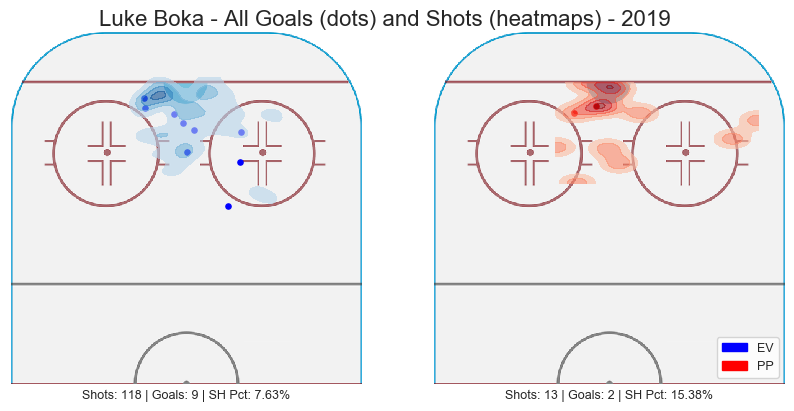 Luke Boka - All Goals (dots) and Shots (heatmaps) - 2019
EV
PP
Shots: 118 | Goals: 9 | SH Pct: 7.63%
Shots: 13 | Goals: 2 | SH Pct: 15.38%